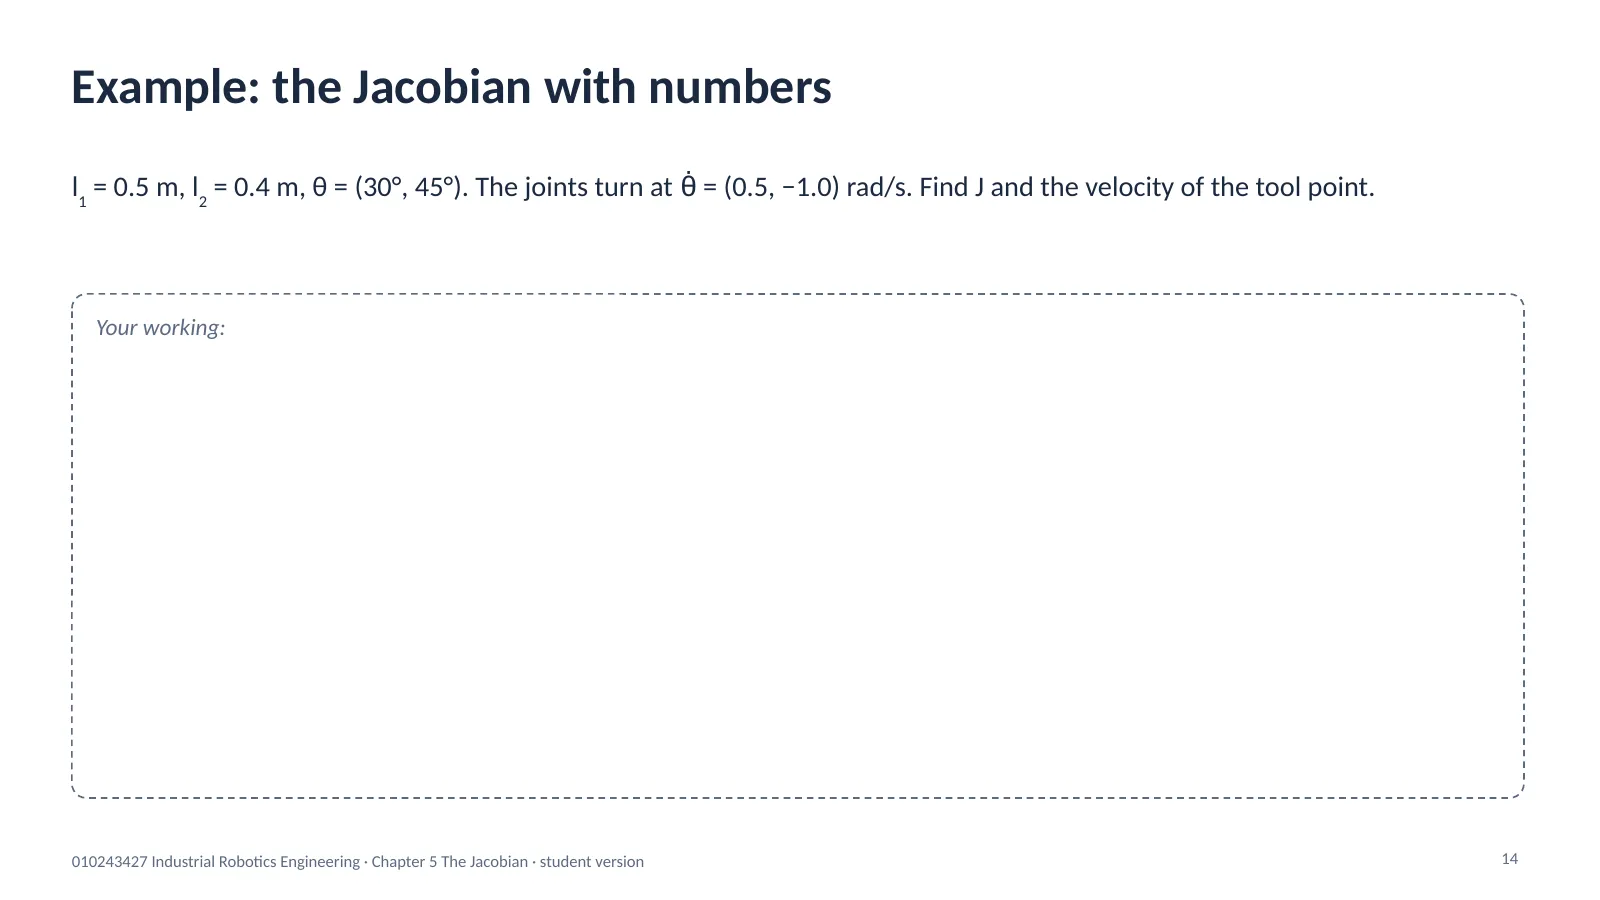 Example: the Jacobian with numbers
l₁ = 0.5 m, l₂ = 0.4 m, θ = (30°, 45°). The joints turn at θ̇ = (0.5, −1.0) rad/s. Find J and the velocity of the tool point.
Your working:
010243427 Industrial Robotics Engineering · Chapter 5 The Jacobian · student version
14